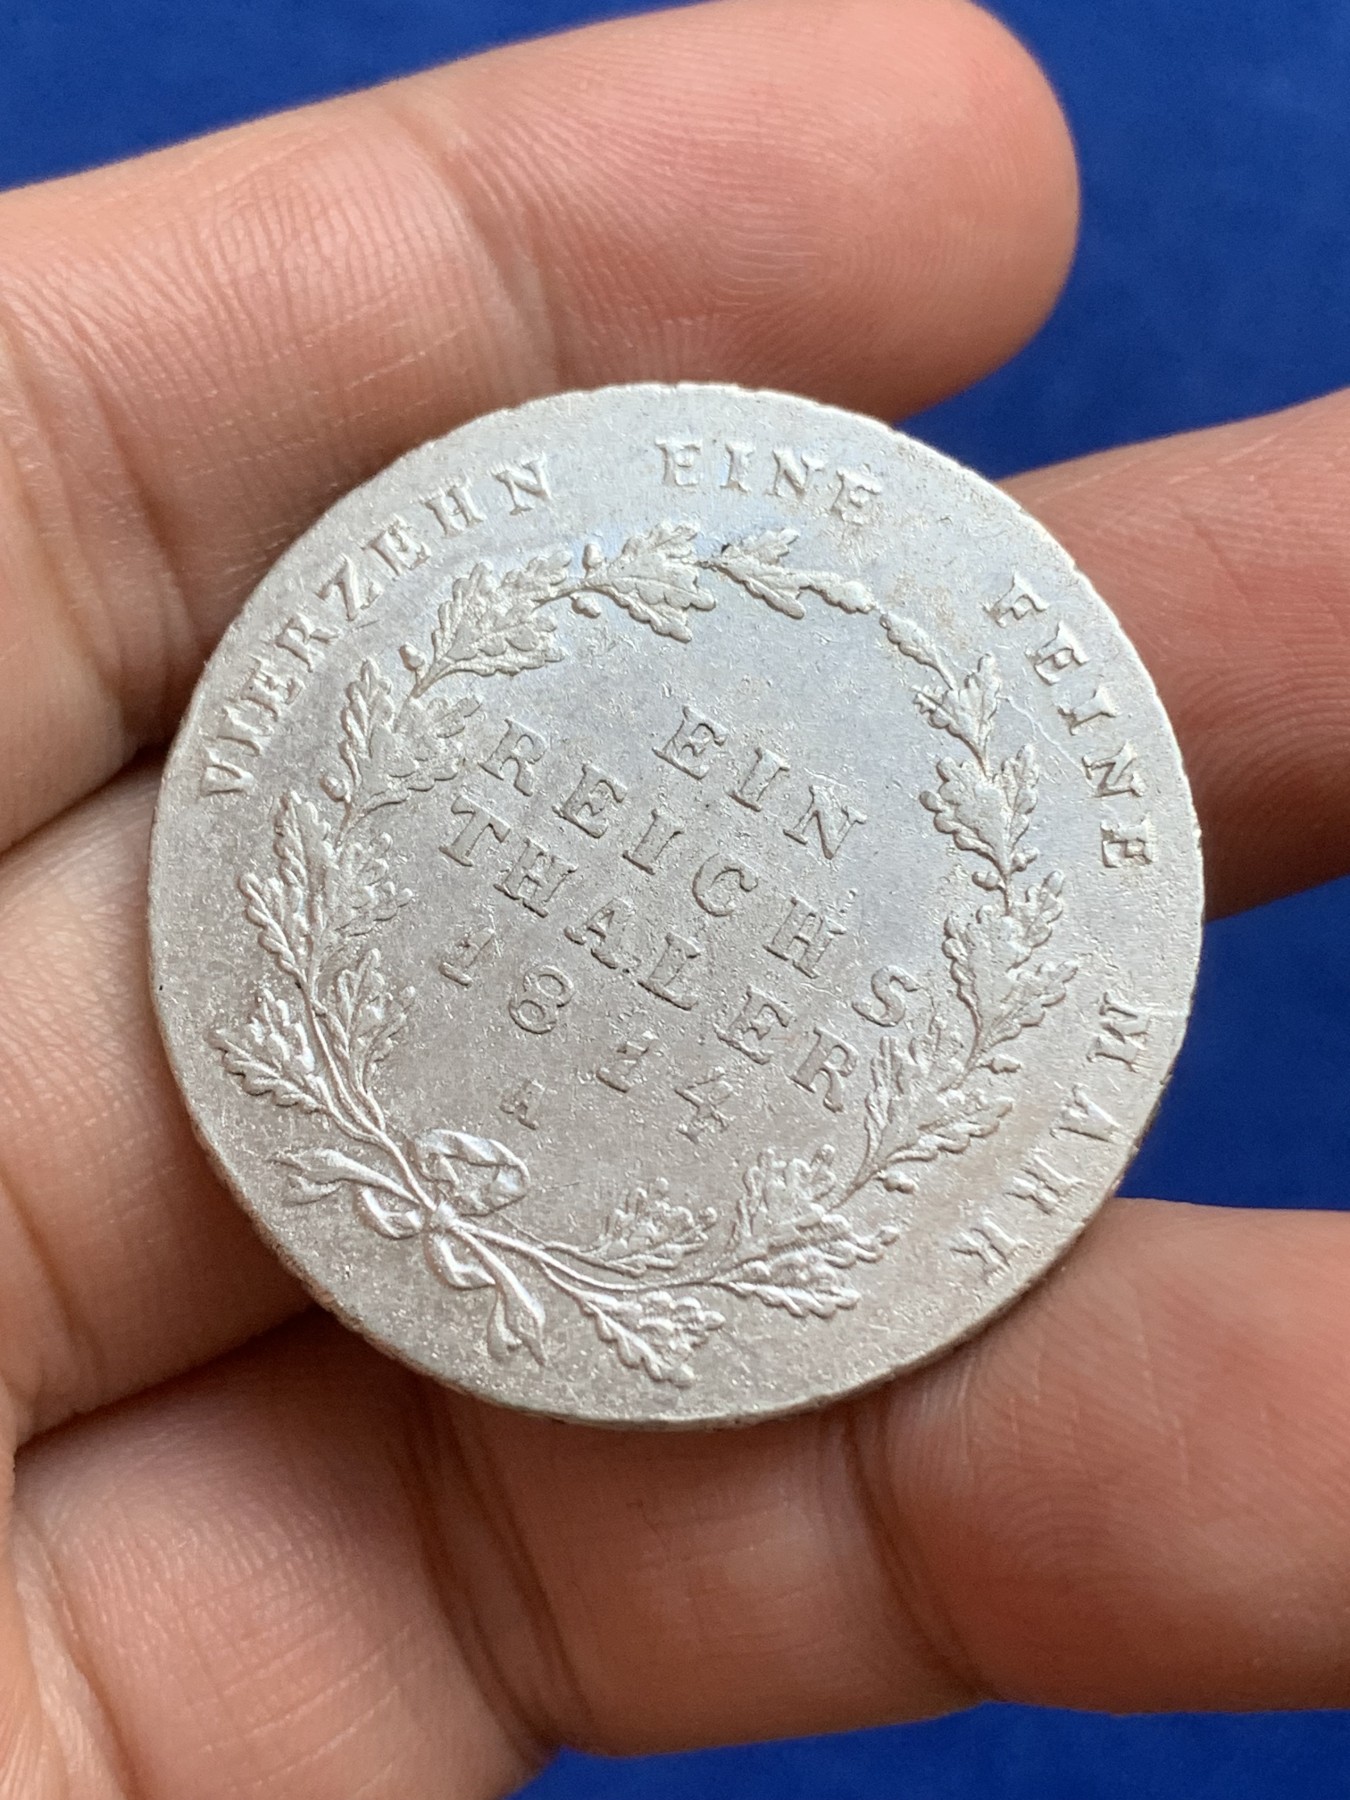 VIERZEHN EINE FEINE MARK
EIN
REICHS
THALER
1814
A